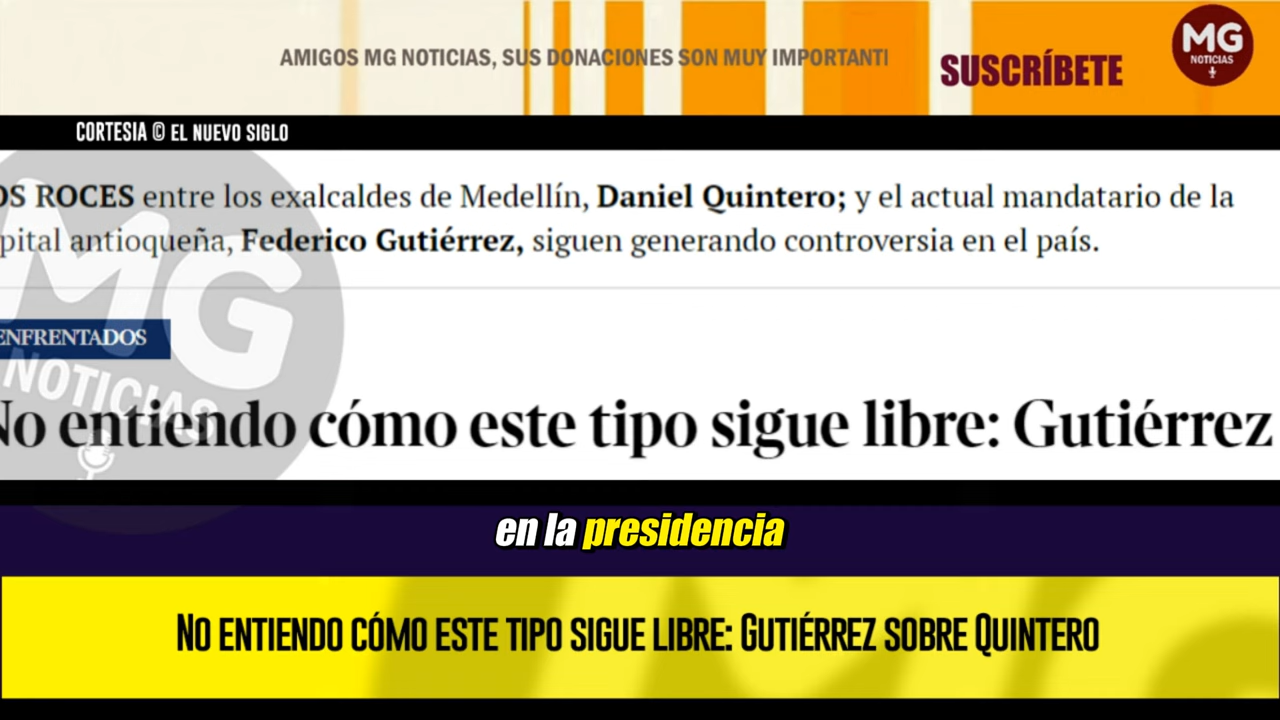 AMIGOS MG NOTICIAS, SUS DONACIONES SON MUY IMPORTANTI
SUSCRÍBETE
MG
NOTICIAS
CORTESIA © EL NUEVO SIGLO
OS ROCES entre los exalcaldes de Medellín, Daniel Quintero; y el actual mandatario de la
pital antioqueña, Federico Gutiérrez, siguen generando controversia en el país.
MG
NOTICIAS
ENFRENTADOS
No entiendo cómo este tipo sigue libre: Gutiérrez
en la presidencia
No entiendo cómo este tipo sigue libre: Gutiérrez sobre Quintero